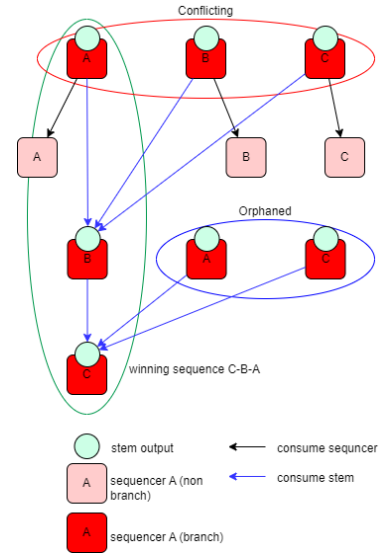 Conflicting
A
B
C
A
B
C
Orphaned
B
A
C
C
winning sequence C-B-A
stem output
consume sequncer
A
sequencer A (non
branch)
consume stem
A
sequencer A (branch)